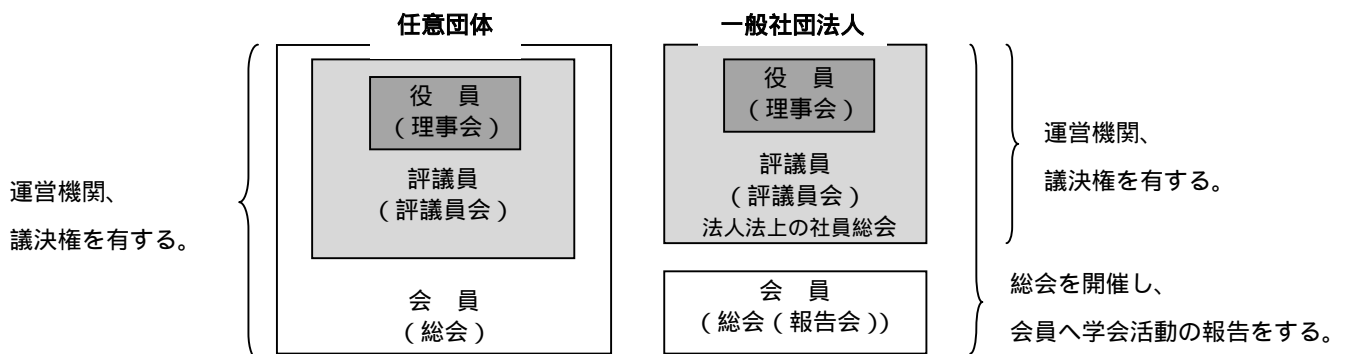 任意団体
役　員
（理事会）
評議員
（評議員会）
会　員
（総会）
運営機関、
議決権を有する。
一般社団法人
役　員
（理事会）
評議員
（評議員会）
法人法上の社員総会
会　員
（総会（報告会））
運営機関、
議決権を有する。
総会を開催し、
会員へ学会活動の報告をする。